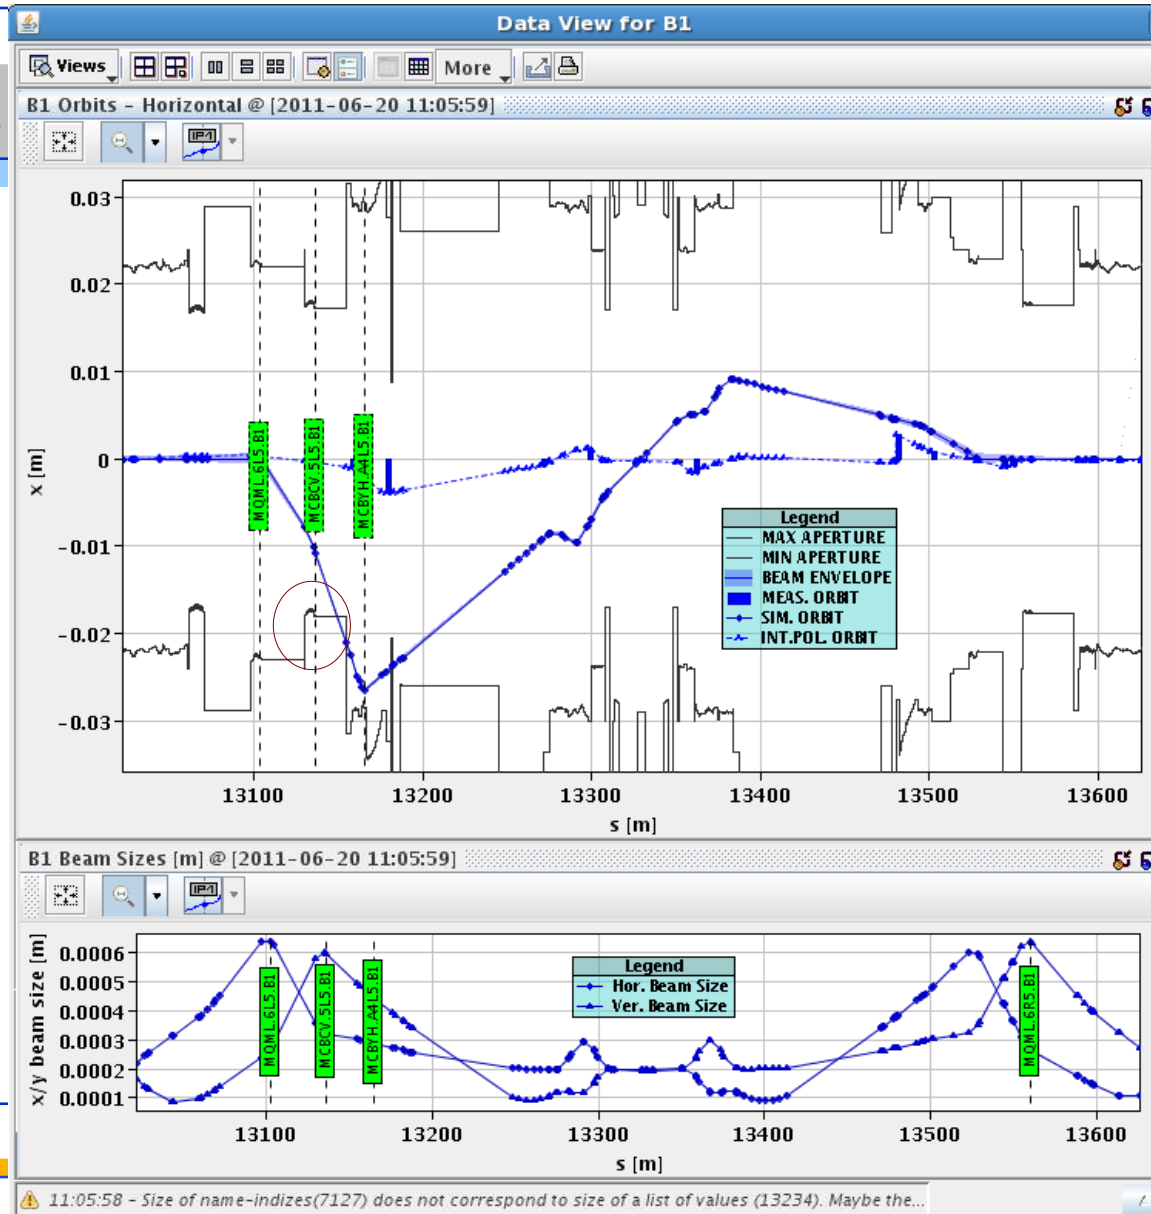 Data View for B1
Views More
B1 Orbits - Horizontal @ [2011-06-20 11:05:59]
IP1
0.03
0.02
0.01
0
-0.01
-0.02
-0.03
x [m]
MQML.6L5.B1
MCBCV.5L5.B1
MCBYH.A4L5.B1
Legend
MAX APERTURE
MIN APERTURE
BEAM ENVELOPE
MEAS. ORBIT
SIM. ORBIT
INT.POL. ORBIT
13100 13200 13300 13400 13500 13600
s [m]
B1 Beam Sizes [m] @ [2011-06-20 11:05:59]
IP1
0.0006
0.0005
0.0004
0.0003
0.0002
0.0001
x/y beam size [m]
MQML.6L5.B1
MCBCV.5L5.B1
MCBYH.A4L5.B1
Legend
Hor. Beam Size
Ver. Beam Size
MQML.6R5.B1
13100 13200 13300 13400 13500 13600
s [m]
11:05:58 - Size of name-indizes(7127) does not correspond to size of a list of values (13234). Maybe the...